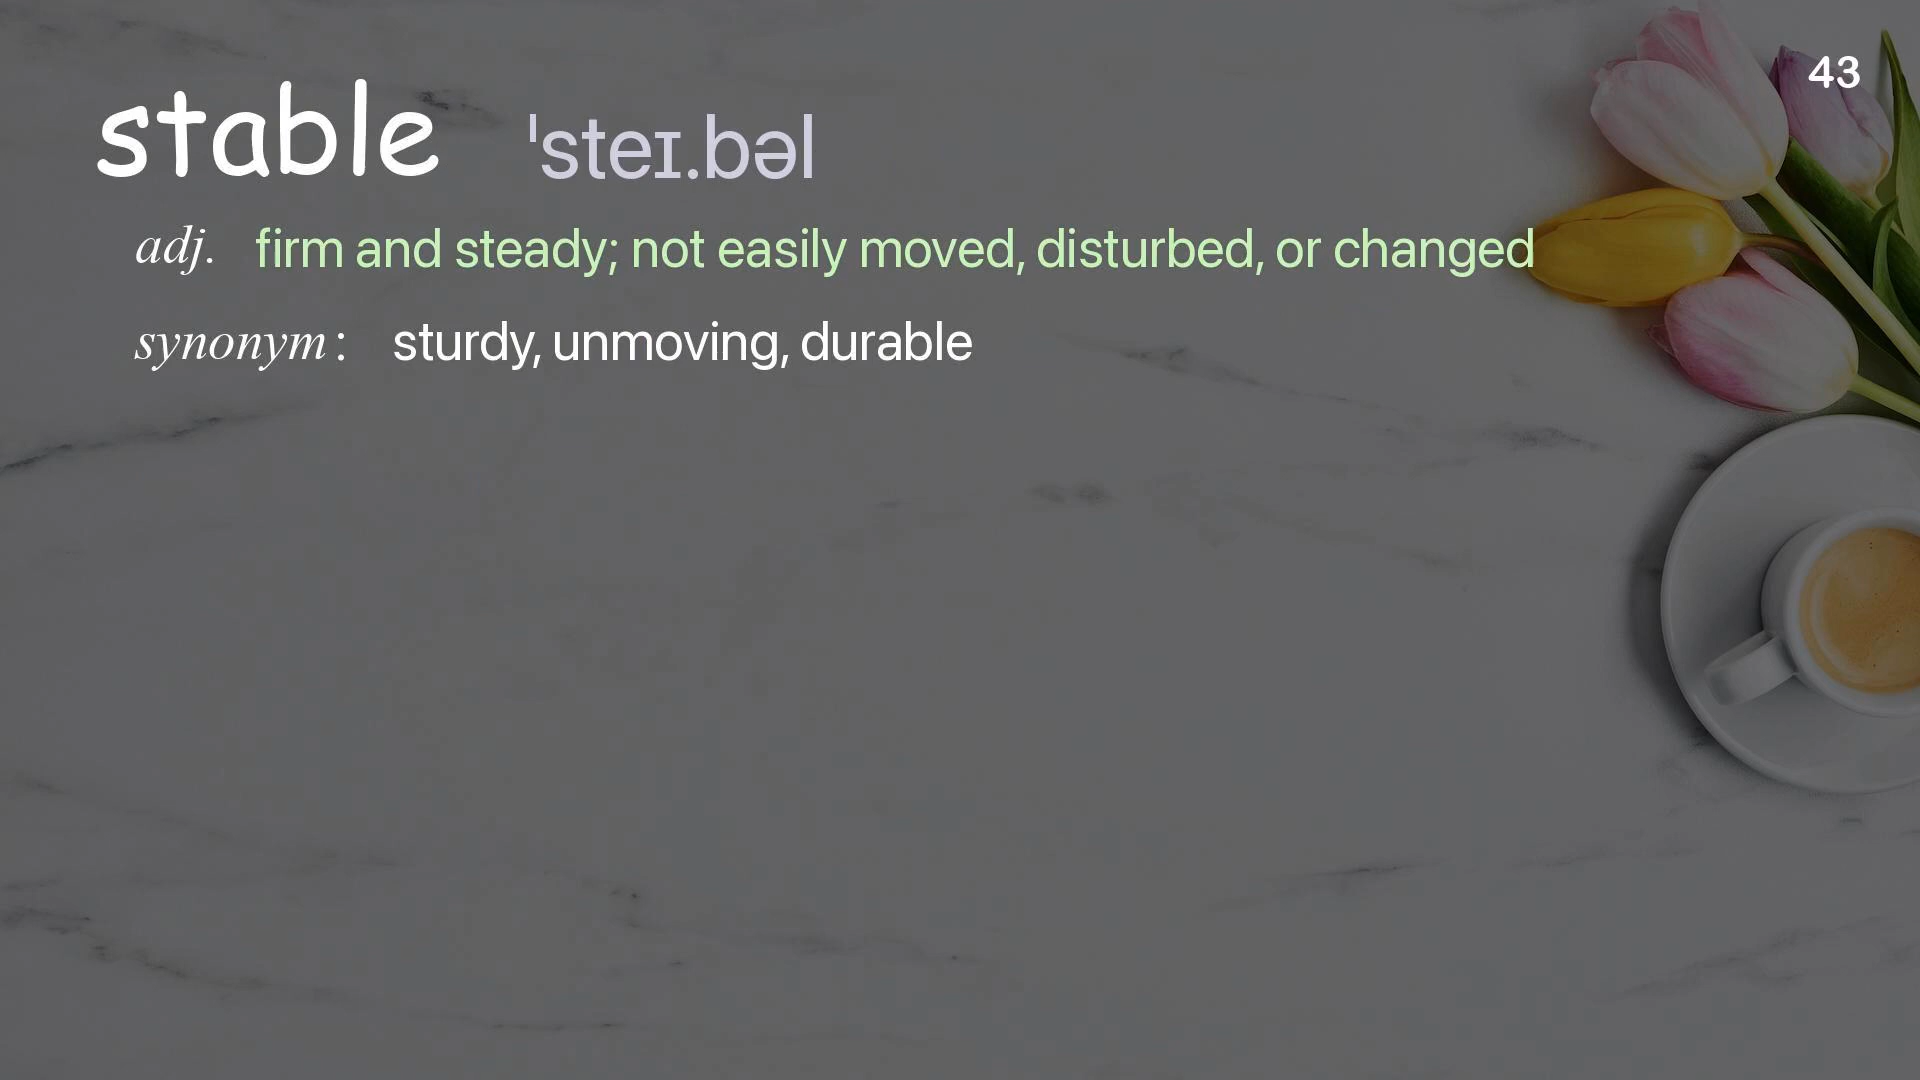 43
stable ˈsteɪ.bəl
adj. firm and steady; not easily moved, disturbed, or changed
synonym: sturdy, unmoving, durable